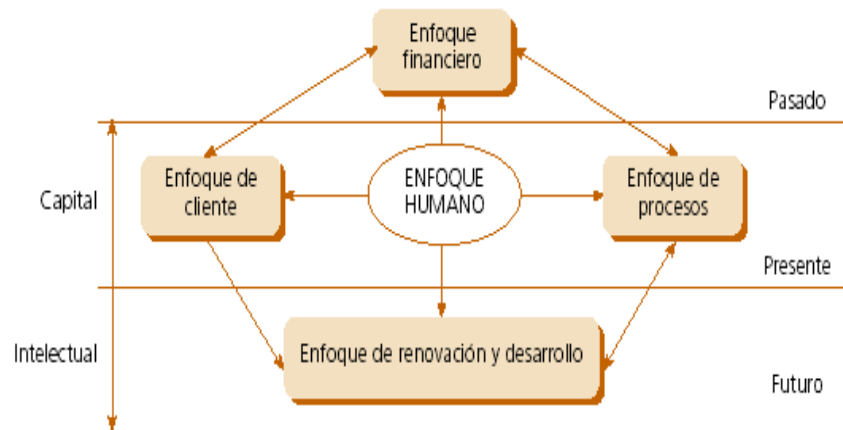 Enfoque
financiero
Pasado
Capital
Enfoque de
cliente
ENFOQUE
HUMANO
Enfoque de
procesos
Presente
Intelectual
Enfoque de renovación y desarrollo
Futuro